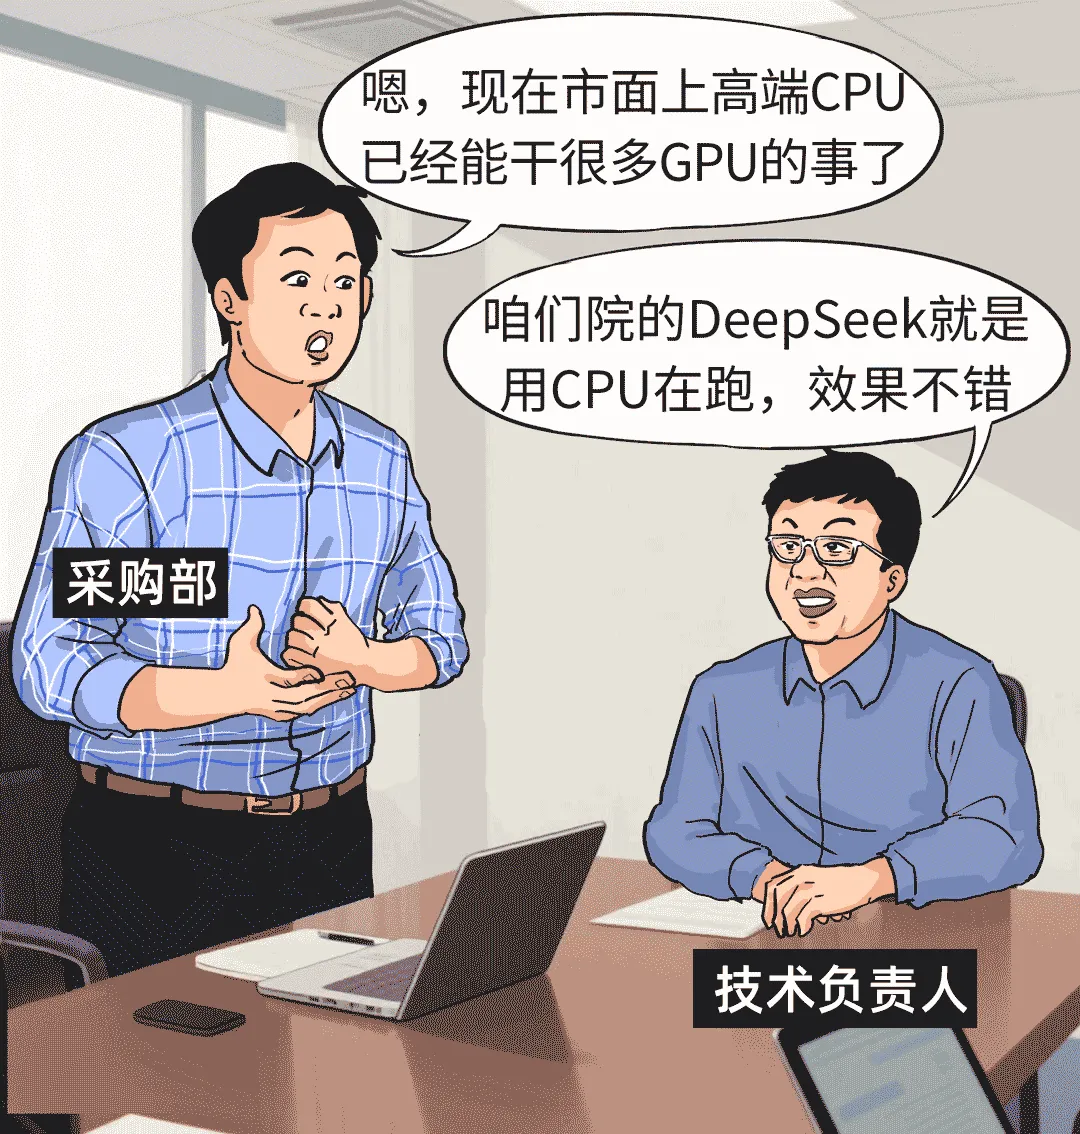 嗯，现在市面上高端CPU
已经能干很多GPU的事了
咱们院的DeepSeek就是
用CPU在跑，效果不错
采购部
技术负责人